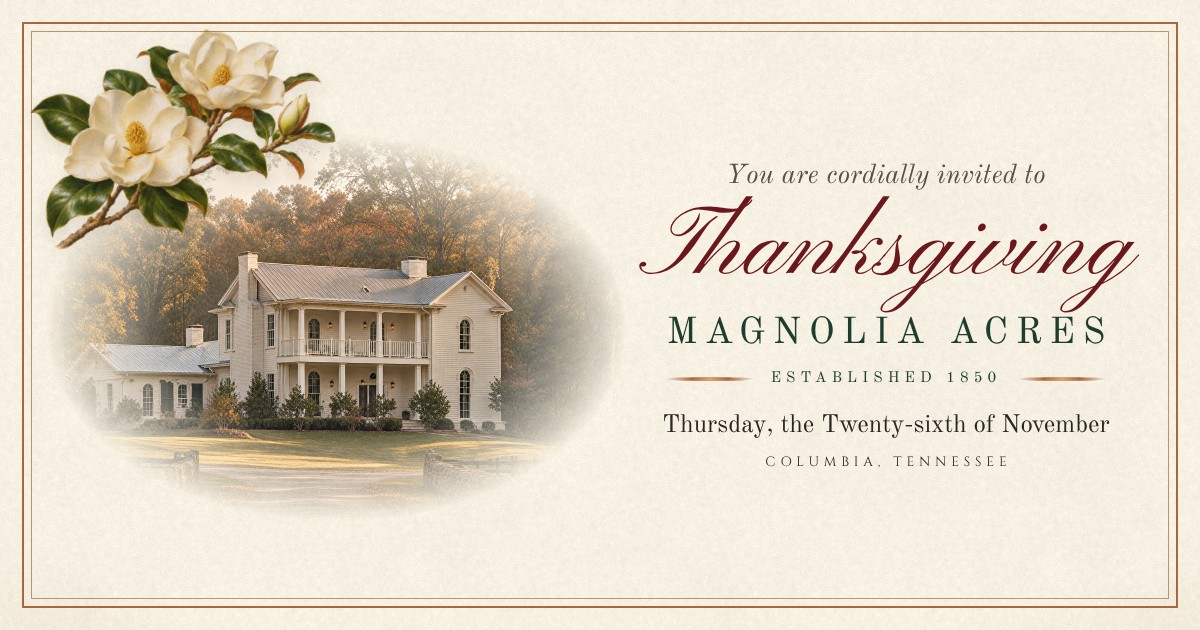 You are cordially invited to
Thanksgiving
MAGNOLIA ACRES
ESTABLISHED 1850
Thursday, the Twenty-sixth of November
COLUMBIA, TENNESSEE